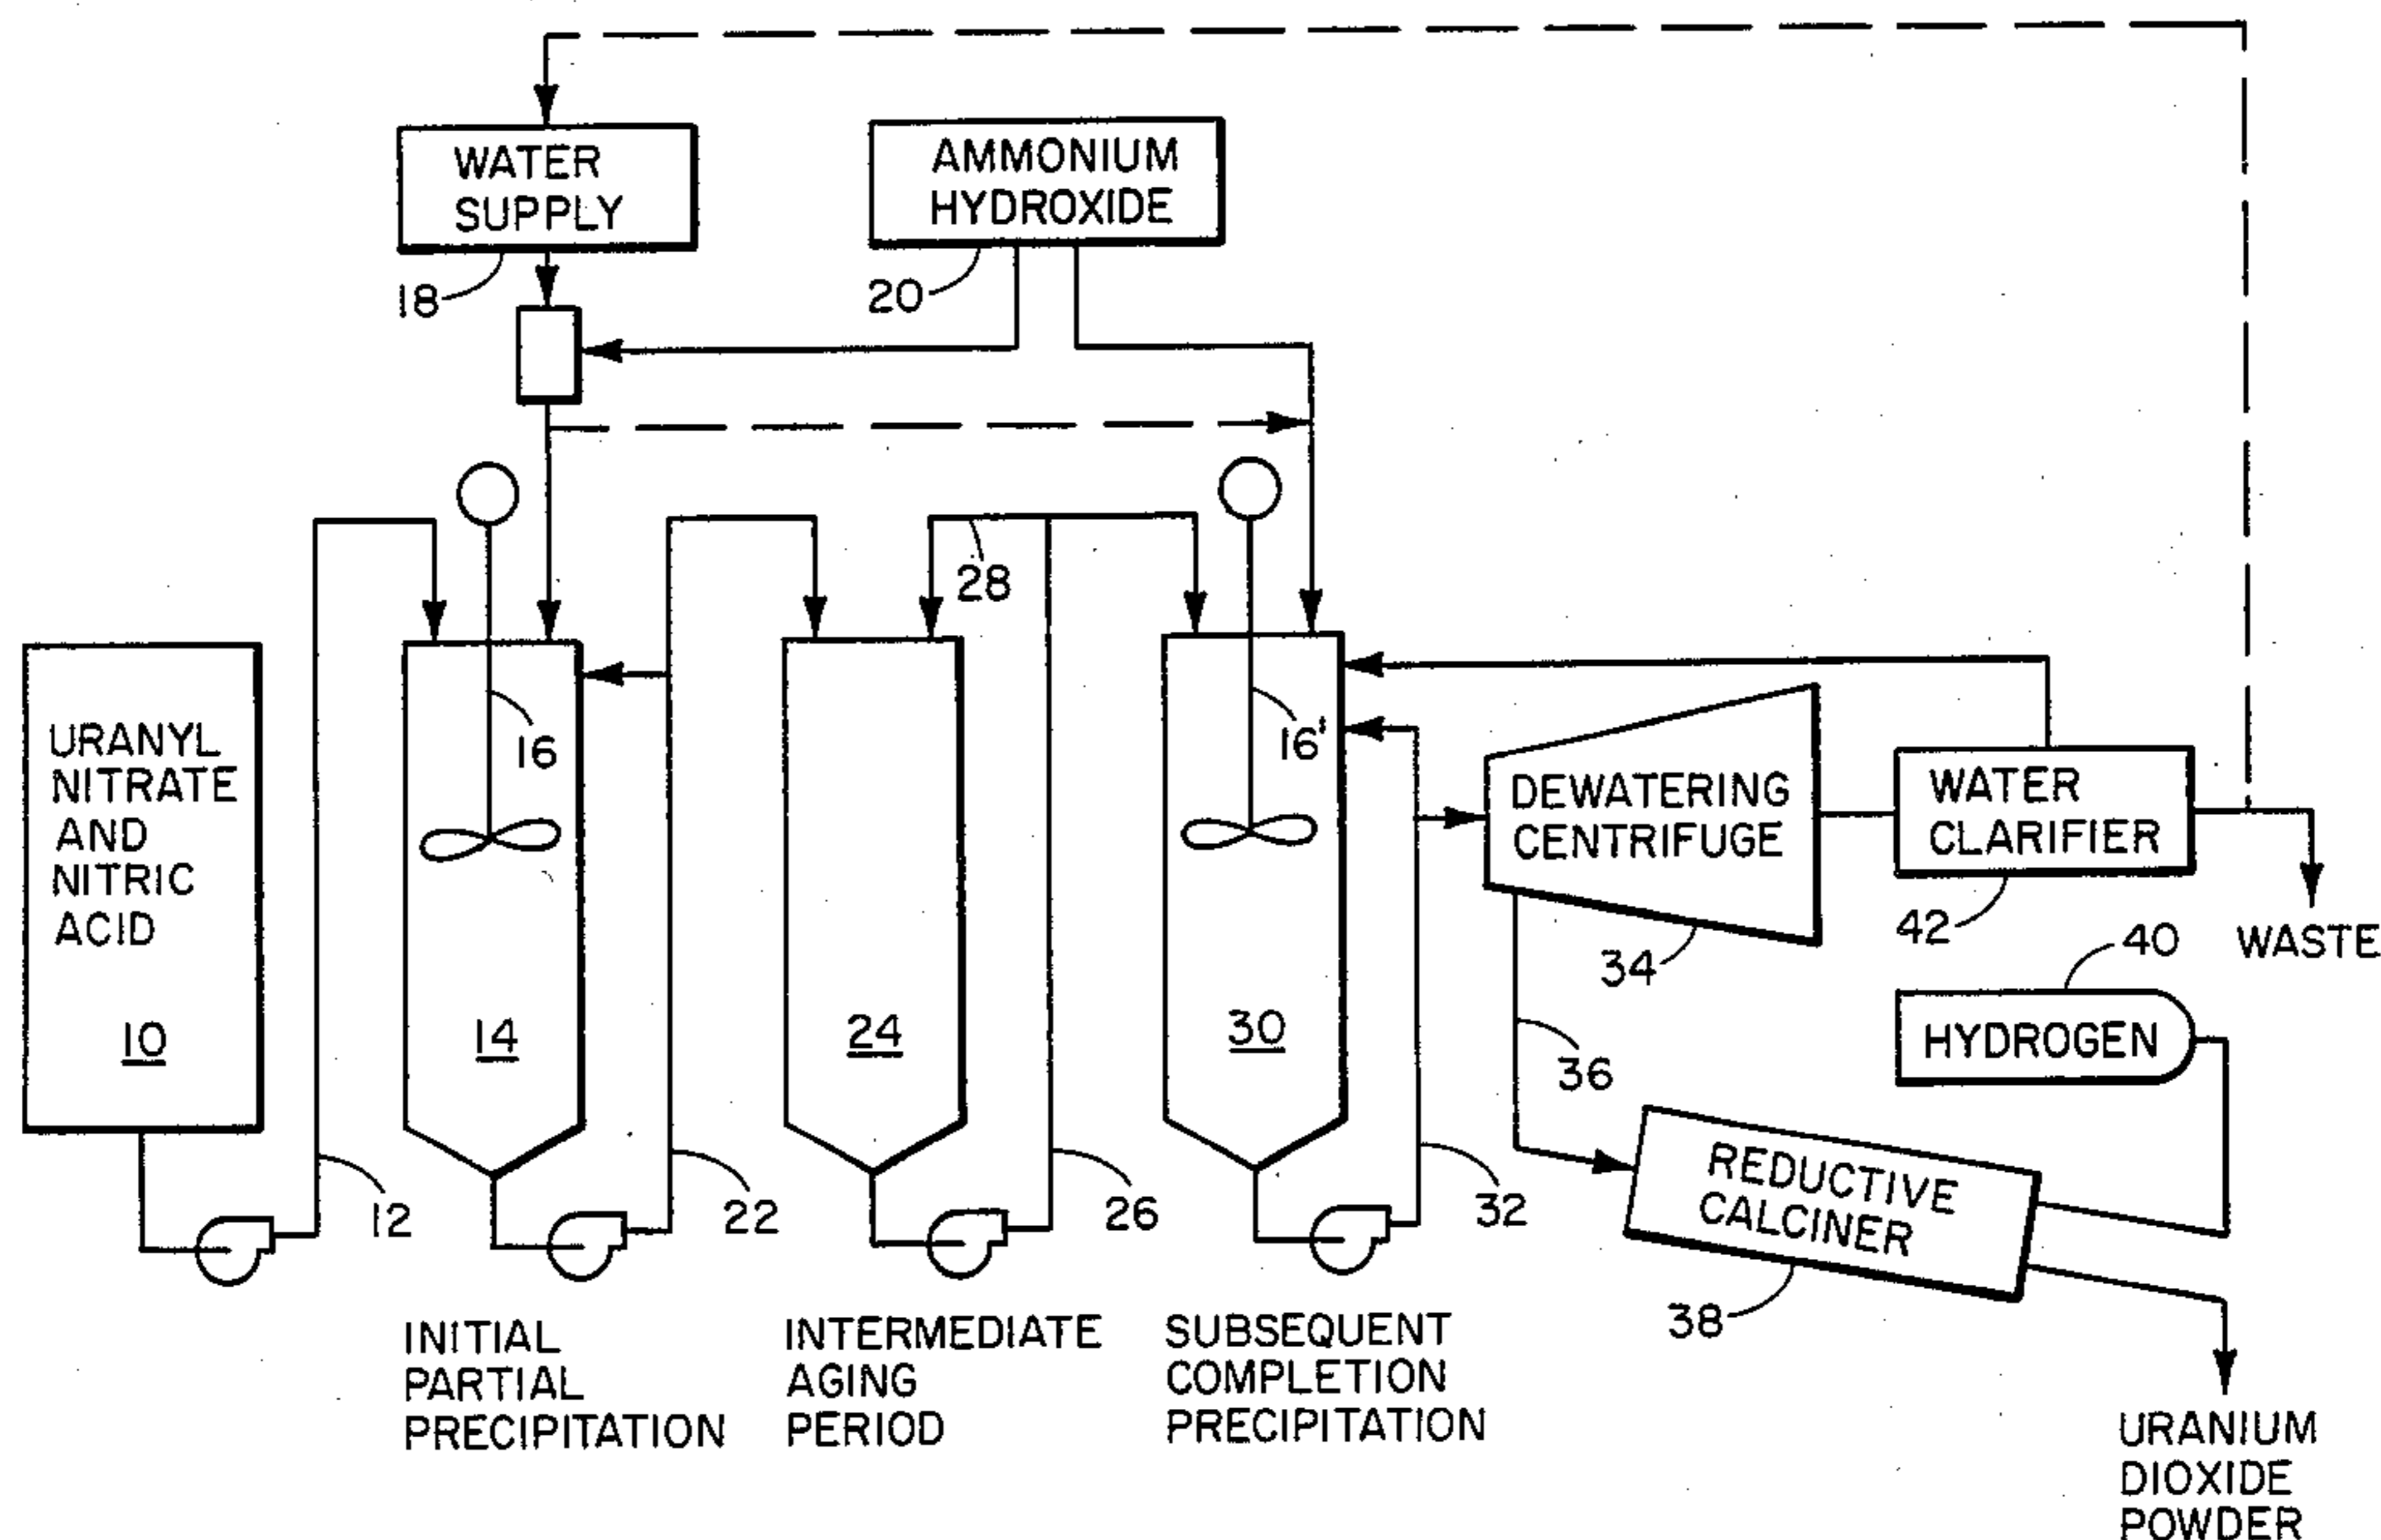 WATER
SUPPLY
18
AMMONIUM
HYDROXIDE
20
28
URANYL
NITRATE
AND
NITRIC
ACID
10
12
16
14
22
24
26
16'
30
32
DEWATERING
CENTRIFUGE
34
36
WATER
CLARIFIER
42
WASTE
40
HYDROGEN
REDUCTIVE
CALCINER
38
INITIAL
PARTIAL
PRECIPITATION
INTERMEDIATE
AGING
PERIOD
SUBSEQUENT
COMPLETION
PRECIPITATION
URANIUM
DIOXIDE
POWDER